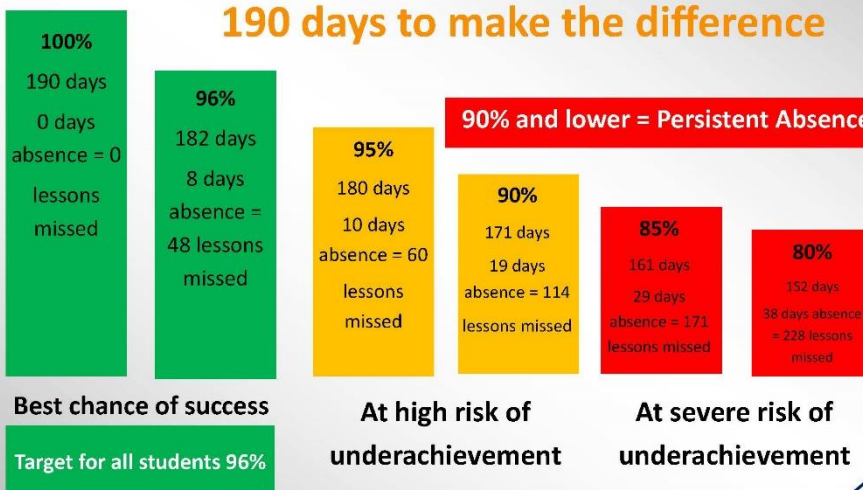 190 days to make the difference
100%
190 days
0 days
absence = 0
lessons
missed
96%
182 days
8 days
absence =
48 lessons
missed
90% and lower = Persistent Absence
95%
180 days
10 days
absence = 60
lessons
missed
90%
171 days
19 days
absence = 114
lessons missed
85%
161 days
29 days
absence = 171
lessons missed
80%
152 days
38 days absence
= 228 lessons
missed
Best chance of success
Target for all students 96%
At high risk of
underachievement
At severe risk of
underachievement